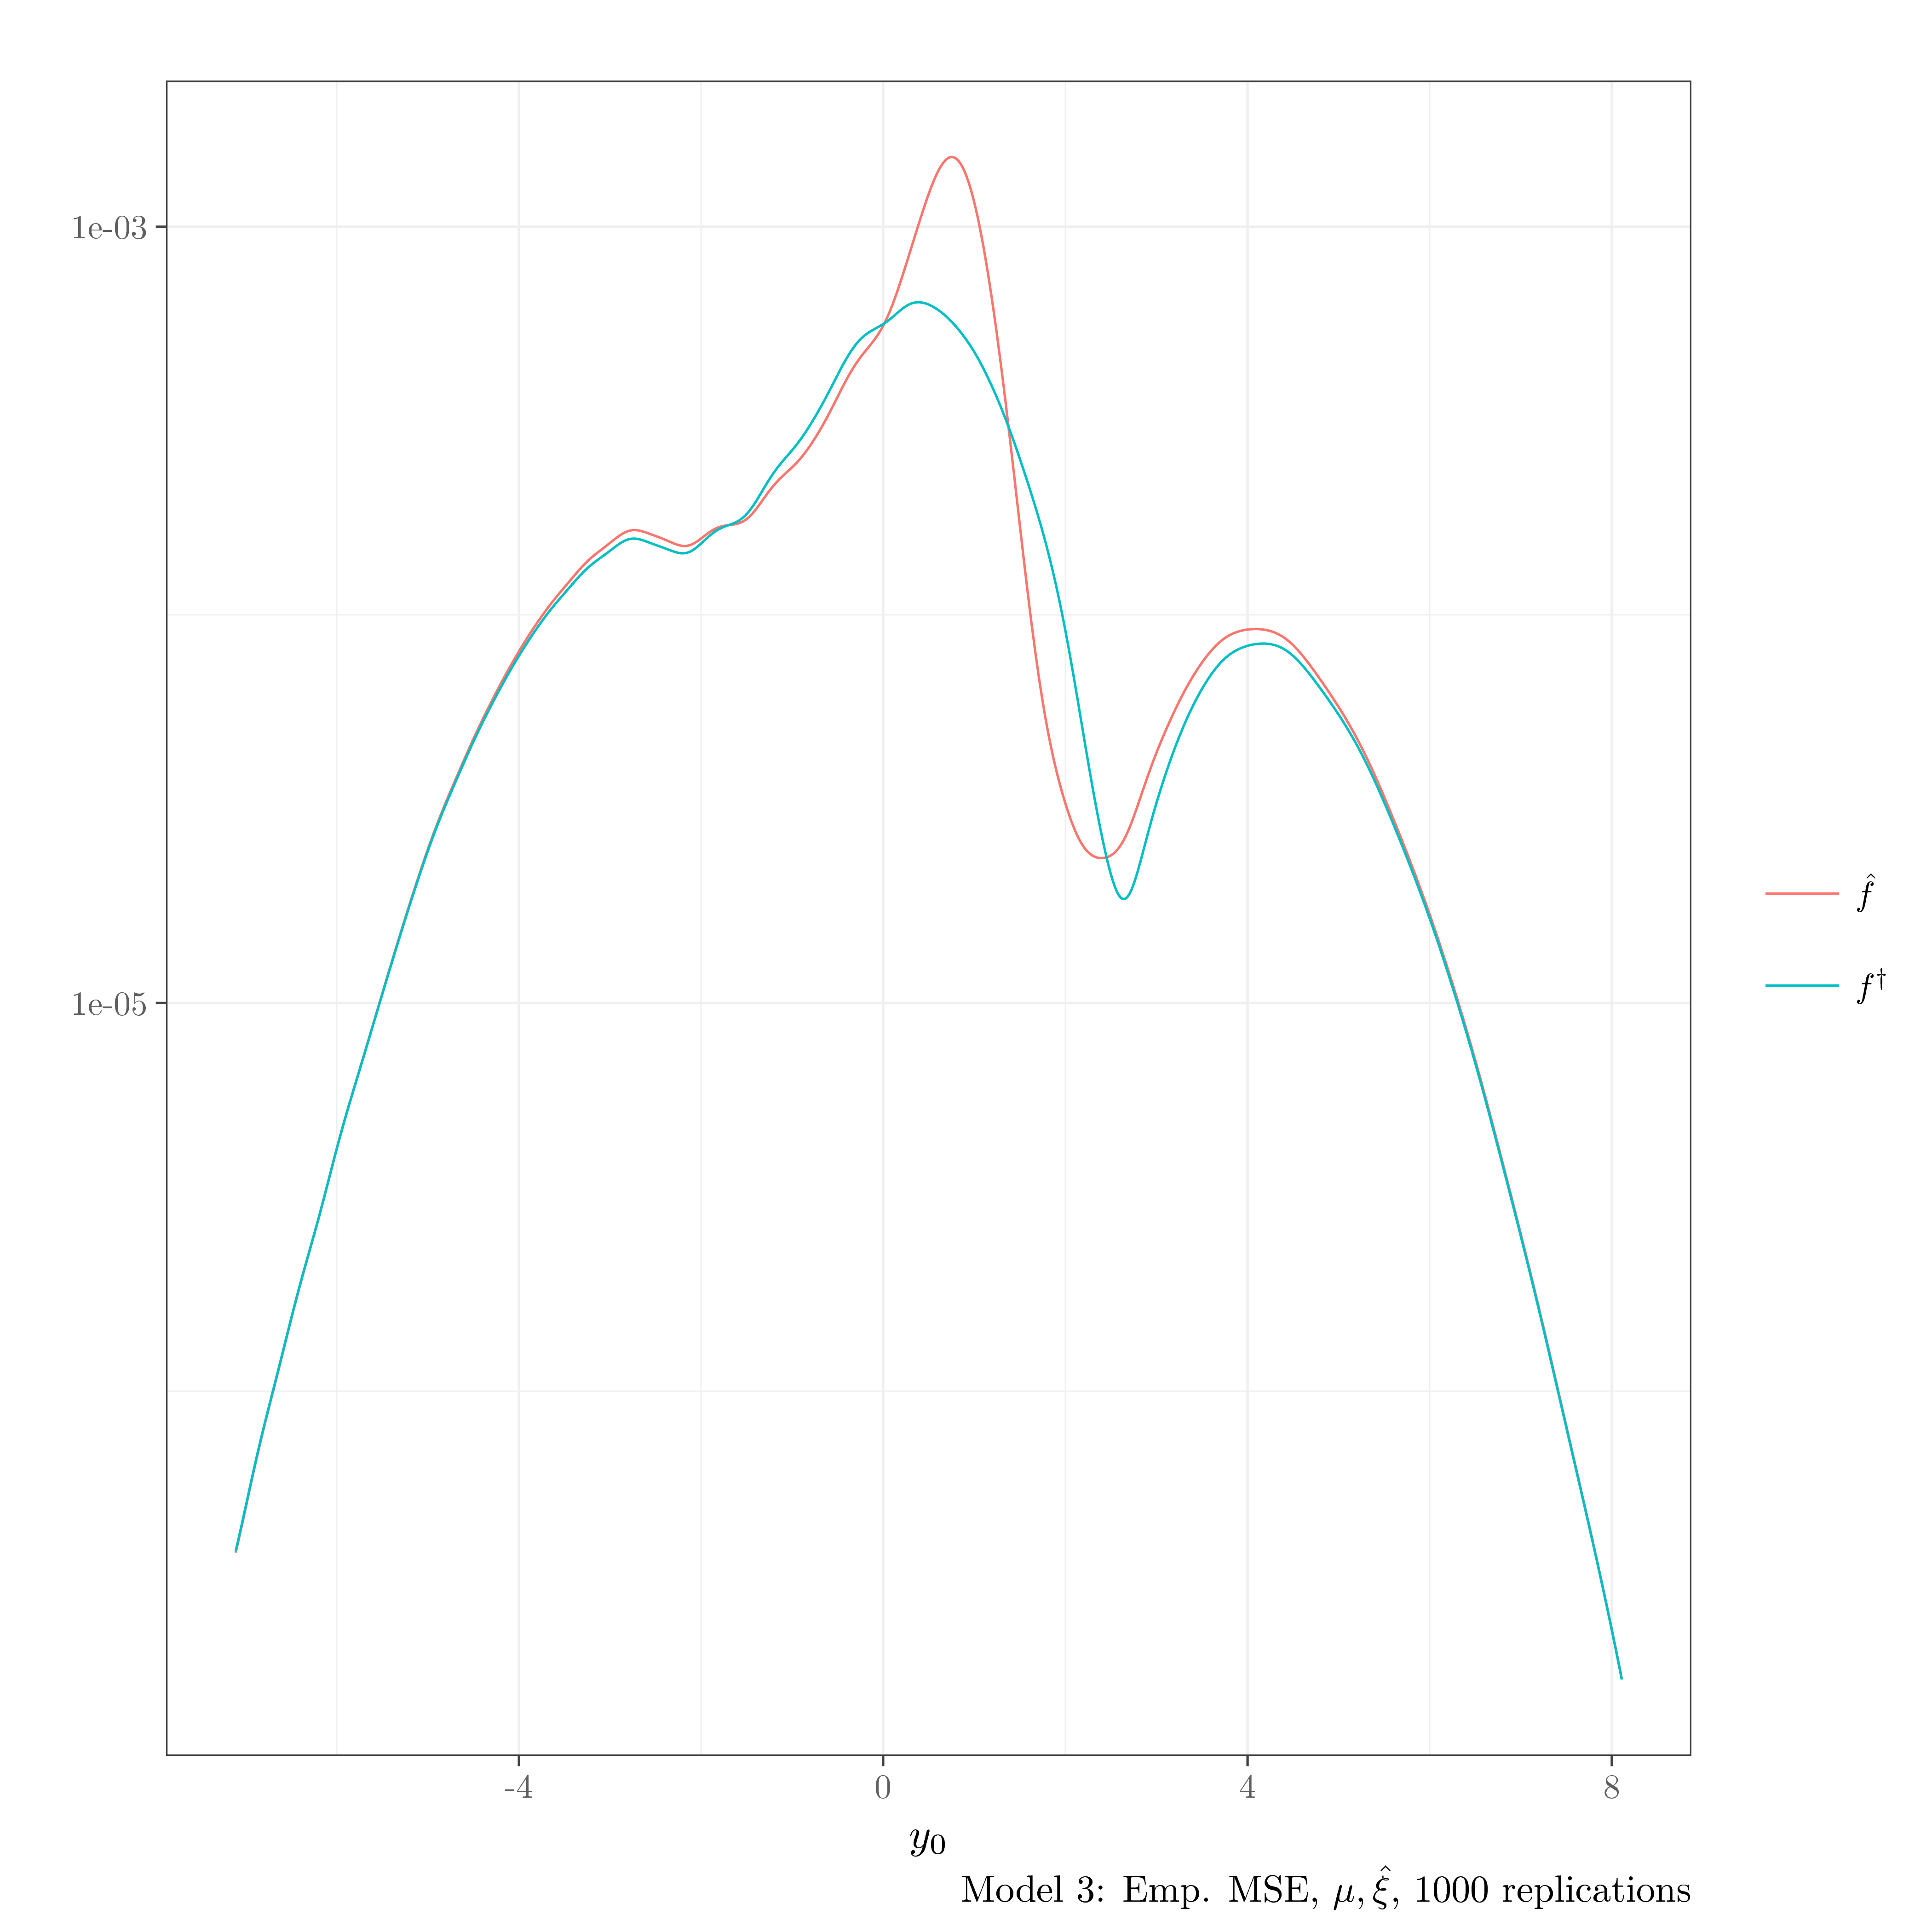 1e-03
1e-05
-4 0 4 8
y₀
f̂
f†
Model 3: Emp. MSE, μ, ξ̂, 1000 replications